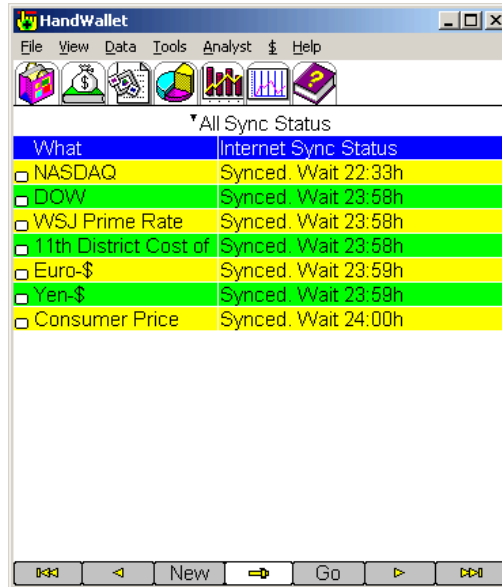 HandWallet
File View Data Tools Analyst $ Help
All Sync Status
What Internet Sync Status
NASDAQ Synced. Wait 22:33h
DOW Synced. Wait 23:58h
WSJ Prime Rate Synced. Wait 23:58h
11th District Cost of Synced. Wait 23:58h
Euro-$ Synced. Wait 23:59h
Yen-$ Synced. Wait 23:59h
Consumer Price Synced. Wait 24:00h
New Go